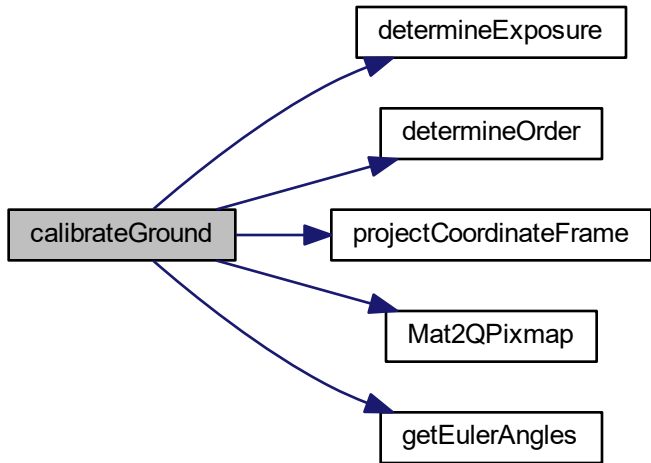 determineExposure
determineOrder
calibrateGround
projectCoordinateFrame
Mat2QPixmap
getEulerAngles